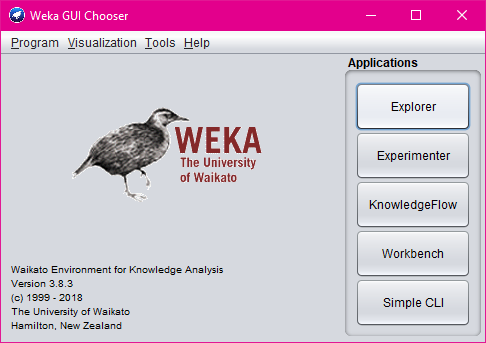 Weka GUI Chooser
Program Visualization Tools Help
Applications
Explorer
Experimenter
KnowledgeFlow
Workbench
Simple CLI
WEKA
The University
of Waikato
Waikato Environment for Knowledge Analysis
Version 3.8.3
(c) 1999 - 2018
The University of Waikato
Hamilton, New Zealand